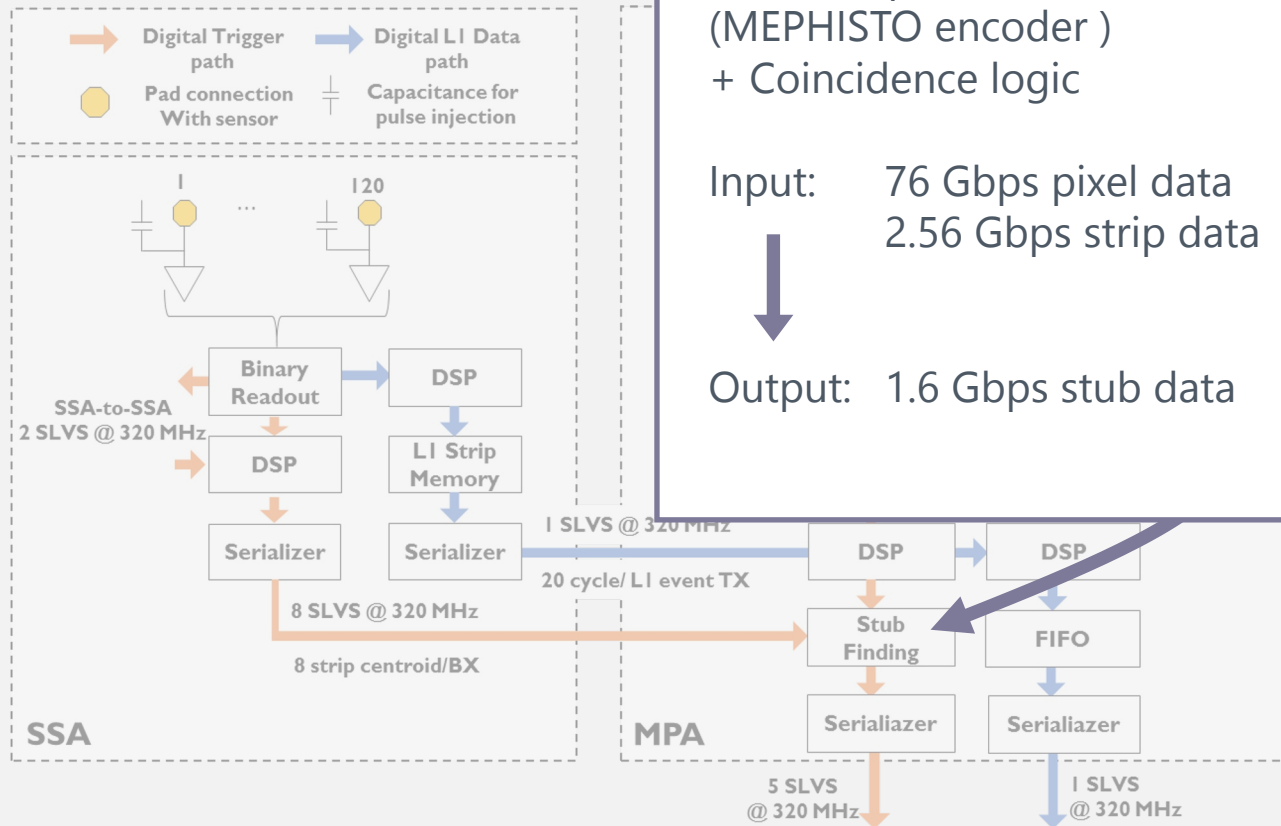 Digital Trigger
path
Digital L1 Data
path
Pad connection
With sensor
Capacitance for
pulse injection
(MEPHISTO encoder )
+ Coincidence logic
Input: 76 Gbps pixel data
2.56 Gbps strip data
Output: 1.6 Gbps stub data
1
...
120
Binary
Readout
DSP
SSA-to-SSA
2 SLVS @ 320 MHz
DSP
L1 Strip
Memory
Serializer
Serializer
1 SLVS @ 320 MHz
20 cycle/ L1 event TX
8 SLVS @ 320 MHz
8 strip centroid/BX
SSA
DSP
DSP
Stub
Finding
FIFO
Serialiazer
Serialiazer
MPA
5 SLVS
@ 320 MHz
1 SLVS
@ 320 MHz